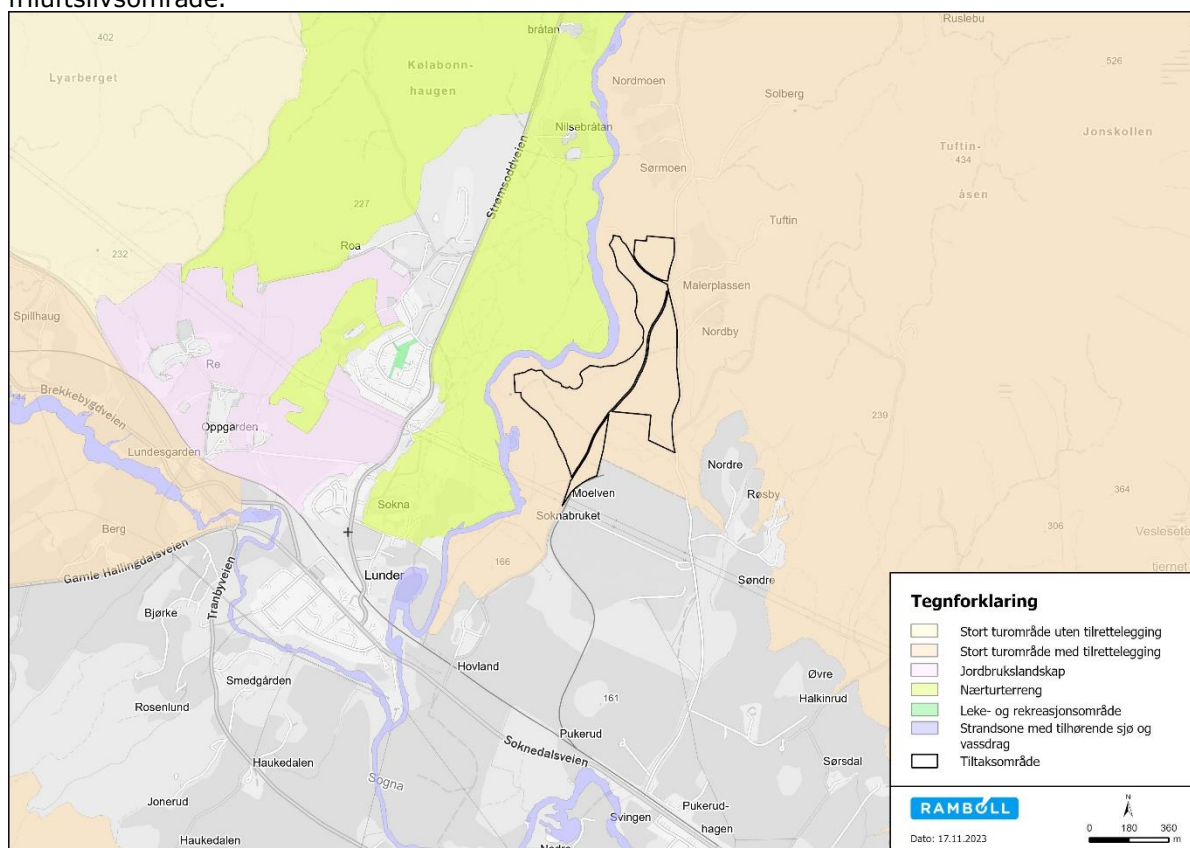 friluftslivsområde.
402
Lyarberget
Kølabonn-
haugen
bråtan
Ruslebu
Nordmoen
Solberg
526
Nilsebråtan
Jonskollen
Tuftin-
434
åsen
Sørmoen
Strømsoddveien
227
Tuftin
Roa
232
Malerplassen
Spillhaug
Nordby
Re
Brekkebygdveien
Oppgarden
239
Lundesgarden
Nordre
Røsby
364
Moelven
Berg
Sokna
Soknabruket
306
166
Gamle Hallingdalsveien
Tranbyveien
Lunder
Søndre
Bjørke
Hovland
Smedgården
Rosenlund
161
Øvre
Halkinrud
Pukerud
Soknedalsveien
Haukedalen
Sogna
Sørsdal
Jonerud
Pukerud-
hagen
Svingen
Haukedalen
Tegnforklaring
Stort turområde uten tilrettelegging
Stort turområde med tilrettelegging
Jordbrukslandskap
Nærturterreng
Leke- og rekreasjonsområde
Strandsone med tilhørende sjø og
vassdrag
Tiltaksområde
RAMBOLL
Dato: 17.11.2023
N
0 180 360
m